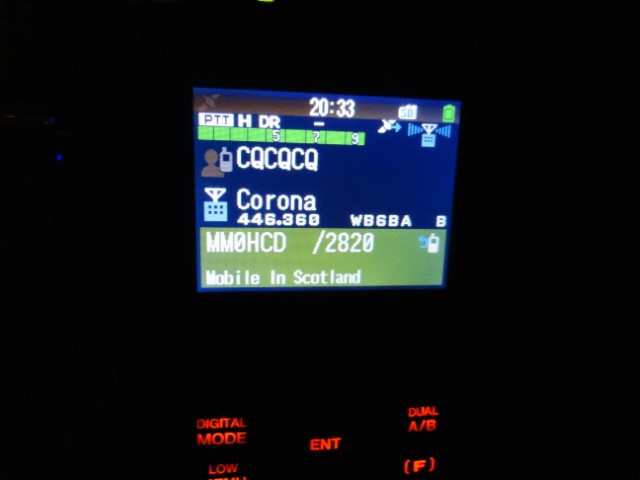 20:33
SD
PTT H DR
5 7 9
CQCQCQ
Corona
446.360 WB6BA B
MM0HCD /2820
Mobile In Scotland
DIGITAL
MODE
ENT
DUAL
A/B
LOW
(F)